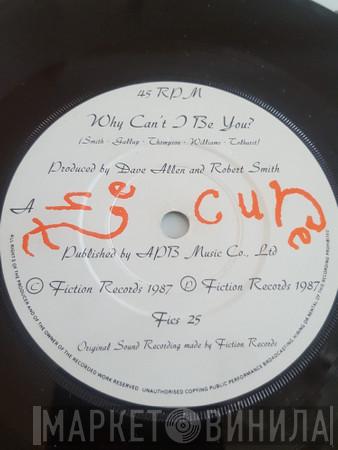 45 RPM
Why Can't I Be You?
(Smith · Gallup · Thompson · Williams · Tolhurst)
Produced by Dave Allen and Robert Smith
A
the cure
Published by APB Music Co., Ltd
© Fiction Records 1987 Ⓟ Fiction Records 1987
Fics 25
Original Sound Recording made by Fiction Records
ALL RIGHTS OF THE PRODUCER AND OF THE OWNER OF THE RECORDED WORK RESERVED UNAUTHORISED COPYING PUBLIC PERFORMANCE BROADCASTING, HIRING OR RENTAL OF THIS RECORDING PROHIBITED
МАРКЕТ ВИНИЛА